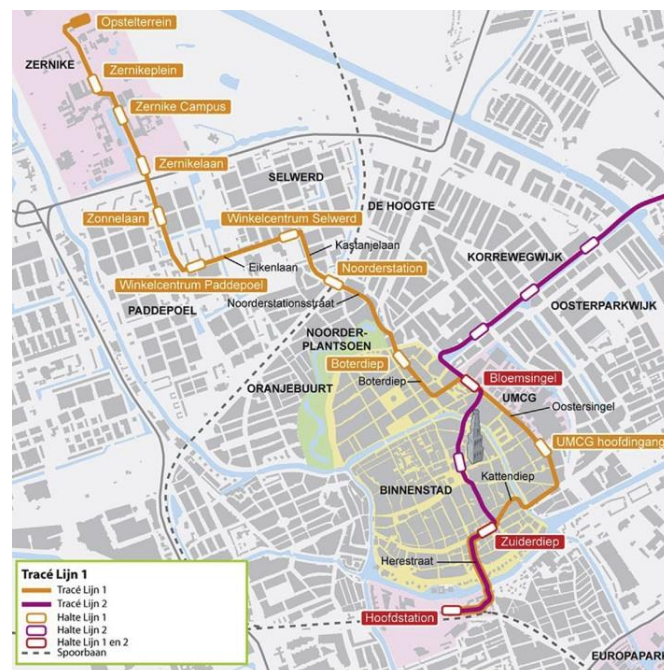 Opstelterrein
ZERNIKE
Zernikeplein
Zernike Campus
Zernikelaan
SELWERD
DE HOOGTE
Zonnelaan
Winkelcentrum Selwerd
Kastanjelaan
KORREWEGWIJK
Eikenlaan
Noorderstation
Winkelcentrum Paddepoel
Noorderstationsstraat
OOSTERPARKWIJK
PADDEPOEL
NOORDER-
PLANTSOEN
Boterdiep
ORANJEBUURT
Boterdiep
Bloemsingel
UMCG
Oostersingel
UMCG hoofdingang
Kattendiep
BINNENSTAD
Zuiderdiep
Herestraat
Hoofdstation
EUROPAPARK
Tracé Lijn 1
Tracé Lijn 1
Tracé Lijn 2
Halte Lijn 1
Halte Lijn 2
Halte Lijn 1 en 2
Spoorbaan